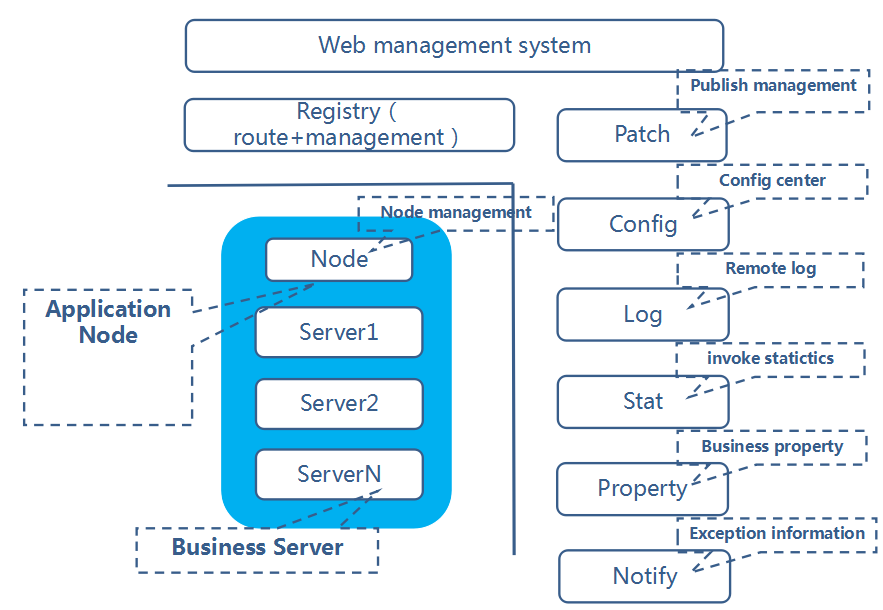 Web management system
Registry（
route+management）
Publish management
Patch
Config center
Config
Node management
Node
Remote log
Log
Application
Node
Server1
invoke statictics
Stat
Server2
Business property
Property
ServerN
Exception information
Notify
Business Server